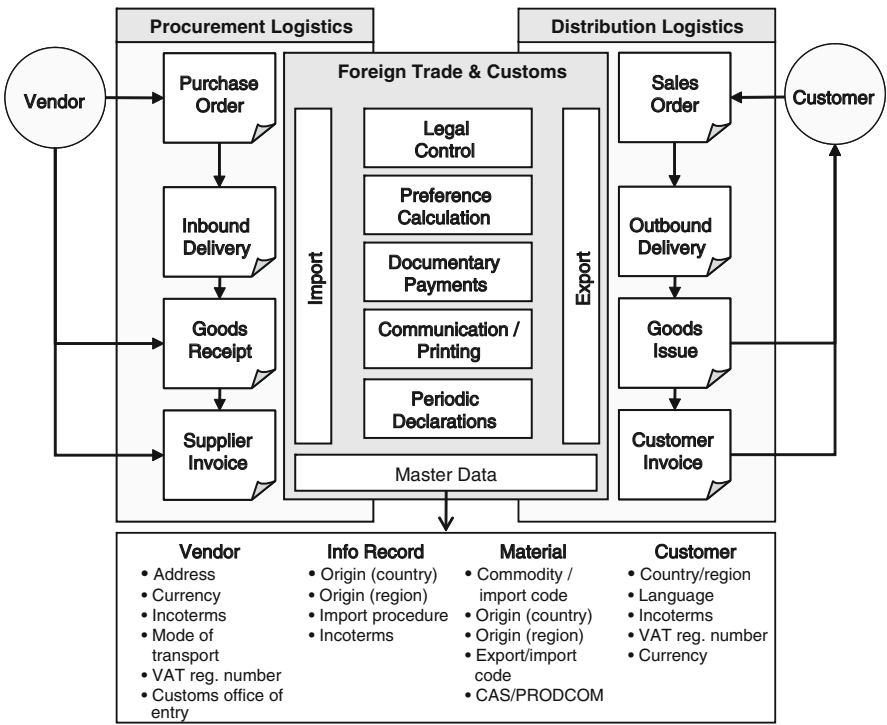 Procurement Logistics
Distribution Logistics
Foreign Trade & Customs
Vendor
Purchase
Order
Inbound
Delivery
Goods
Receipt
Supplier
Invoice
Import
Legal
Control
Preference
Calculation
Documentary
Payments
Communication /
Printing
Periodic
Declarations
Export
Master Data
Sales
Order
Outbound
Delivery
Goods
Issue
Customer
Invoice
Customer
Vendor
• Address
• Currency
• Incoterms
• Mode of
transport
• VAT reg. number
• Customs office of
entry
Info Record
• Origin (country)
• Origin (region)
• Import procedure
• Incoterms
Material
• Commodity /
import code
• Origin (country)
• Origin (region)
• Export/import
code
• CAS/PRODCOM
Customer
• Country/region
• Language
• Incoterms
• VAT reg. number
• Currency